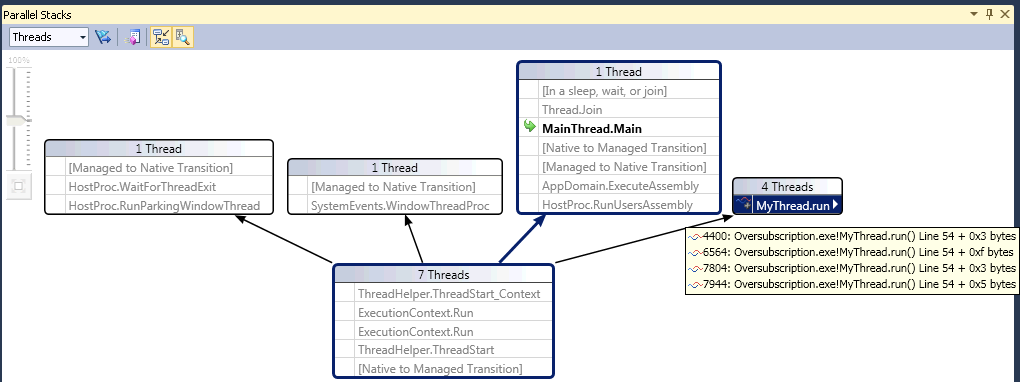 Parallel Stacks
Threads
100%
1 Thread
[In a sleep, wait, or join]
Thread.Join
MainThread.Main
[Native to Managed Transition]
[Managed to Native Transition]
AppDomain.ExecuteAssembly
HostProc.RunUsersAssembly
1 Thread
[Managed to Native Transition]
HostProc.WaitForThreadExit
HostProc.RunParkingWindowThread
1 Thread
[Managed to Native Transition]
SystemEvents.WindowThreadProc
4 Threads
MyThread.run
4400: Oversubscription.exe!MyThread.run() Line 54 + 0x3 bytes
6564: Oversubscription.exe!MyThread.run() Line 54 + 0xf bytes
7804: Oversubscription.exe!MyThread.run() Line 54 + 0x3 bytes
7944: Oversubscription.exe!MyThread.run() Line 54 + 0x5 bytes
7 Threads
ThreadHelper.ThreadStart_Context
ExecutionContext.Run
ExecutionContext.Run
ThreadHelper.ThreadStart
[Native to Managed Transition]